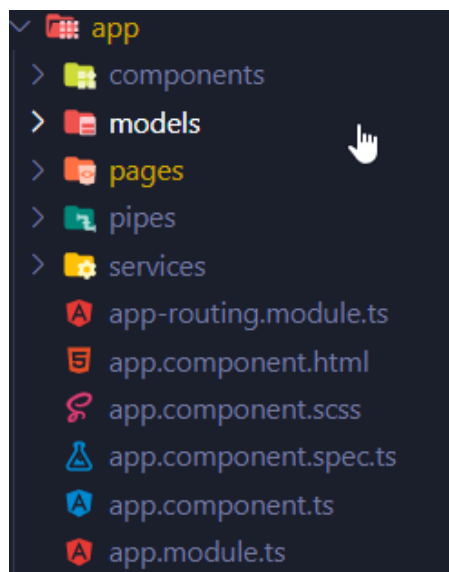 app
components
models
pages
pipes
services
app-routing.module.ts
app.component.html
app.component.scss
app.component.spec.ts
app.component.ts
app.module.ts